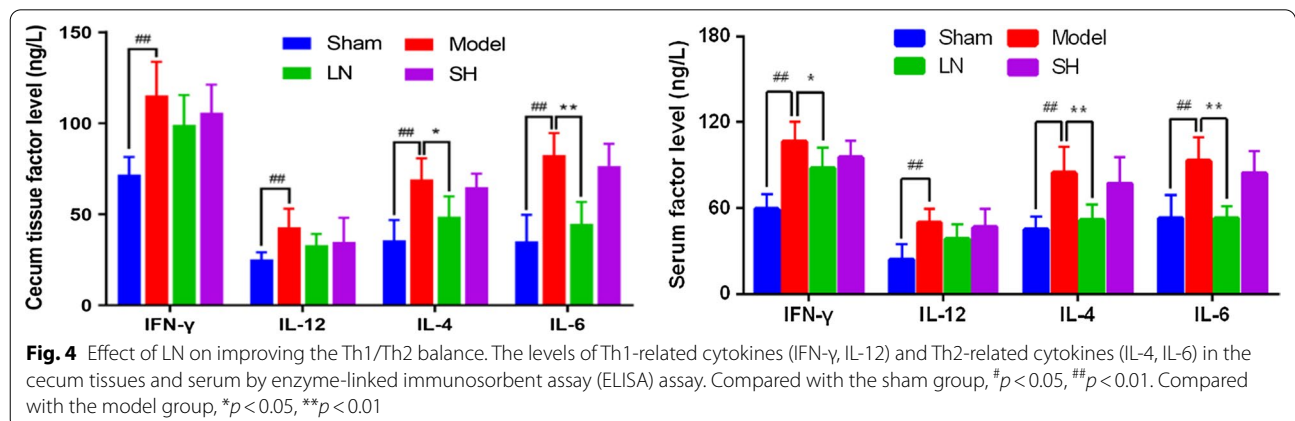 Cecum tissue factor level (ng/L)
150
100
50
0
Sham
Model
LN
SH
##
##
##
*
##
**
IFN-γ
IL-12
IL-4
IL-6
Serum factor level (ng/L)
180
120
60
0
Sham
Model
LN
SH
##
*
##
##
**
##
**
IFN-γ
IL-12
IL-4
IL-6
Fig. 4 Effect of LN on improving the Th1/Th2 balance. The levels of Th1-related cytokines (IFN-γ, IL-12) and Th2-related cytokines (IL-4, IL-6) in the
cecum tissues and serum by enzyme-linked immunosorbent assay (ELISA) assay. Compared with the sham group, #p < 0.05, ##p < 0.01. Compared
with the model group, *p < 0.05, **p < 0.01